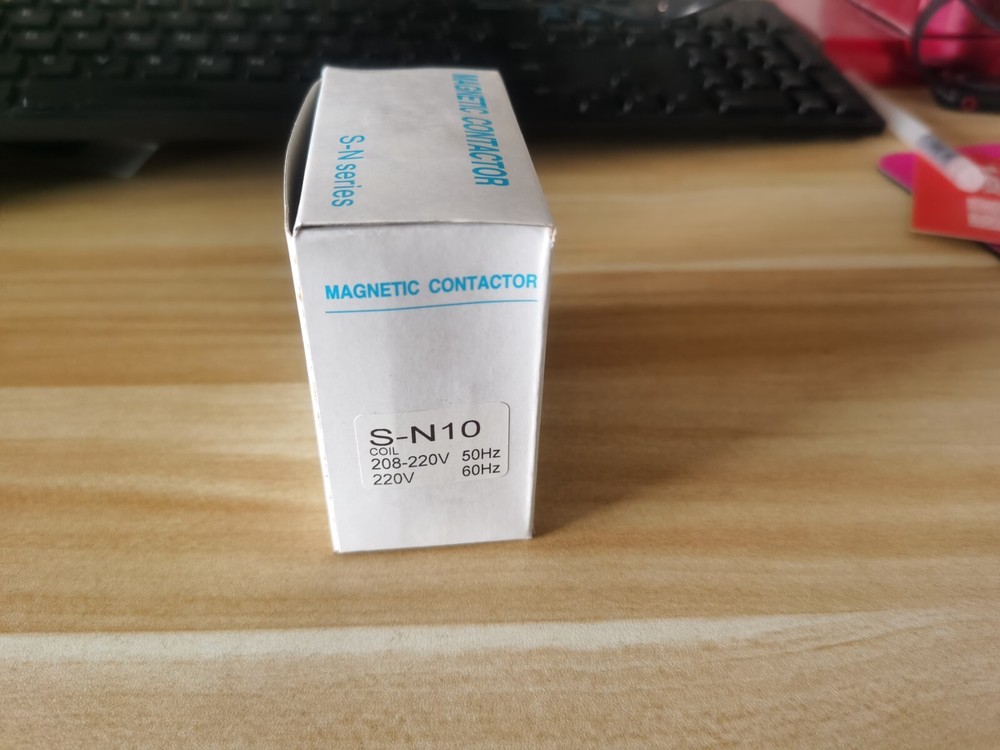 MAGNETIC CONTACTOR
S-N series
MAGNETIC CONTACTOR
S-N10
COIL
208-220V 50Hz
220V 60Hz